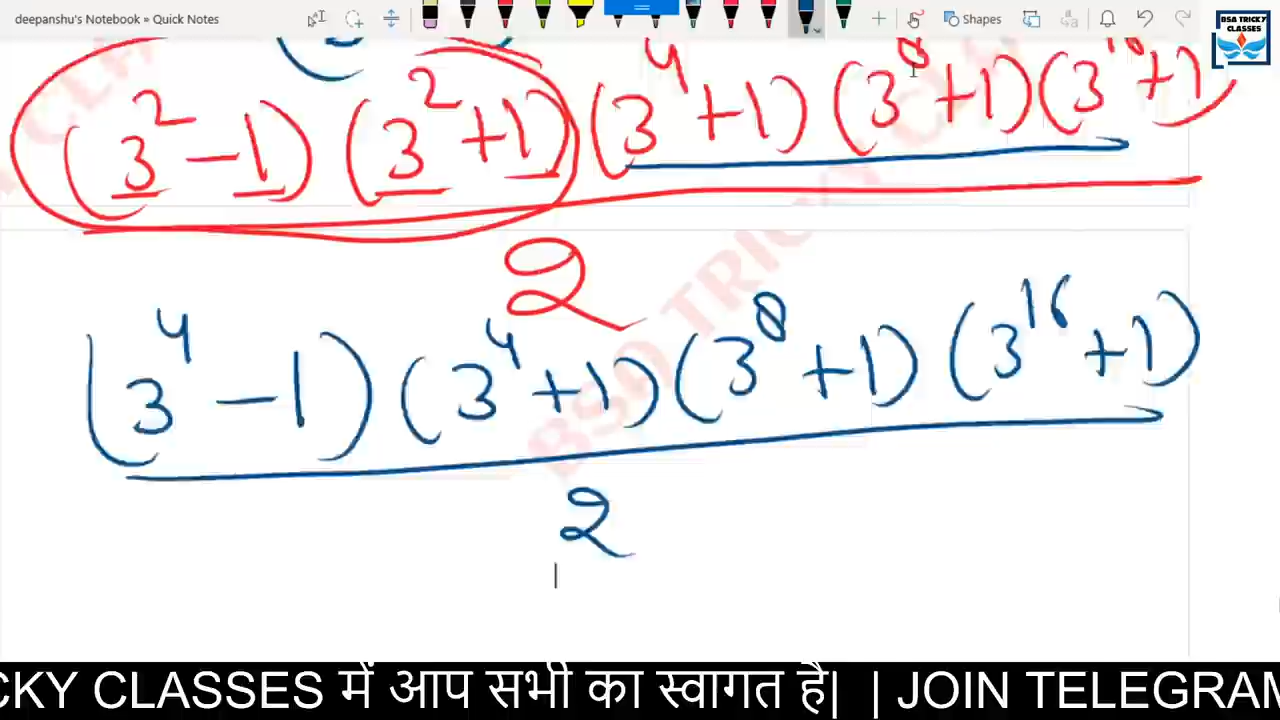 deepanshu's Notebook » Quick Notes
Shapes
BSA TRICKY
CLASSES
(3² - 1) (3² + 1) (3⁴ + 1) (3⁸ + 1) (3¹⁶ + 1)
2
(3⁴ - 1) (3⁴ + 1) (3⁸ + 1) (3¹⁶ + 1)
2
CKY CLASSES में आप सभी का स्वागत है| | JOIN TELEGRAM